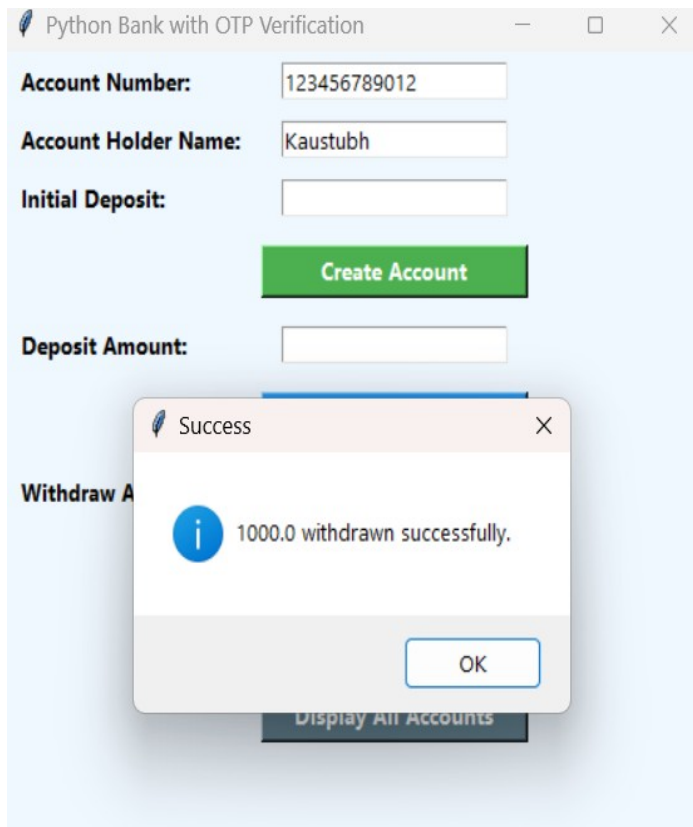 Python Bank with OTP Verification
Account Number: 123456789012
Account Holder Name: Kaustubh
Initial Deposit:
Create Account
Deposit Amount:
Success
Withdraw A
1000.0 withdrawn successfully.
OK
Display All Accounts